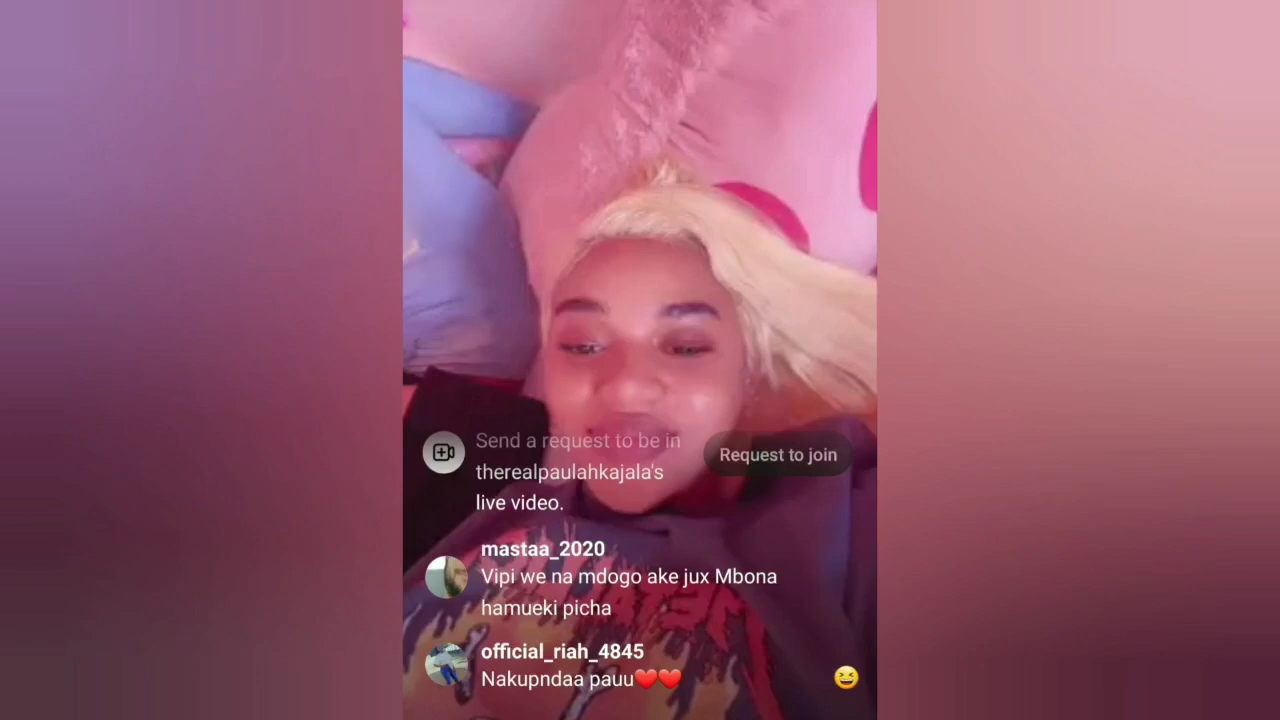 Send a request to be in
therealpaulahkajala's
live video.
Request to join
mastaa_2020
Vipi we na mdogo ake jux Mbona
hamueki picha
official_riah_4845
Nakupndaa pauu❤️❤️